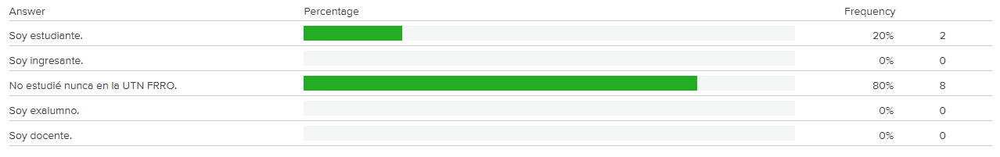 Answer Percentage Frequency
Soy estudiante. 20% 2
Soy ingresante. 0% 0
No estudié nunca en la UTN FRRO. 80% 8
Soy exalumno. 0% 0
Soy docente. 0% 0